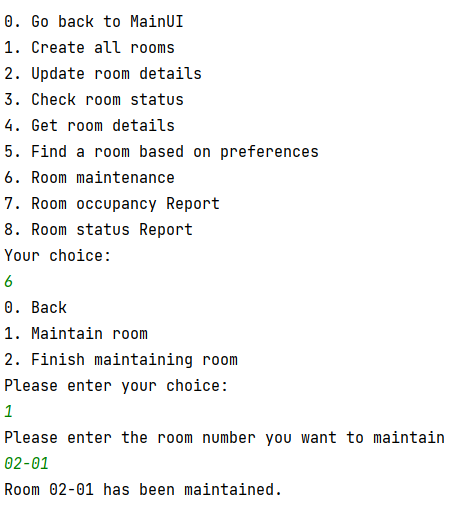 0. Go back to MainUI
1. Create all rooms
2. Update room details
3. Check room status
4. Get room details
5. Find a room based on preferences
6. Room maintenance
7. Room occupancy Report
8. Room status Report
Your choice:
6
0. Back
1. Maintain room
2. Finish maintaining room
Please enter your choice:
1
Please enter the room number you want to maintain
02-01
Room 02-01 has been maintained.